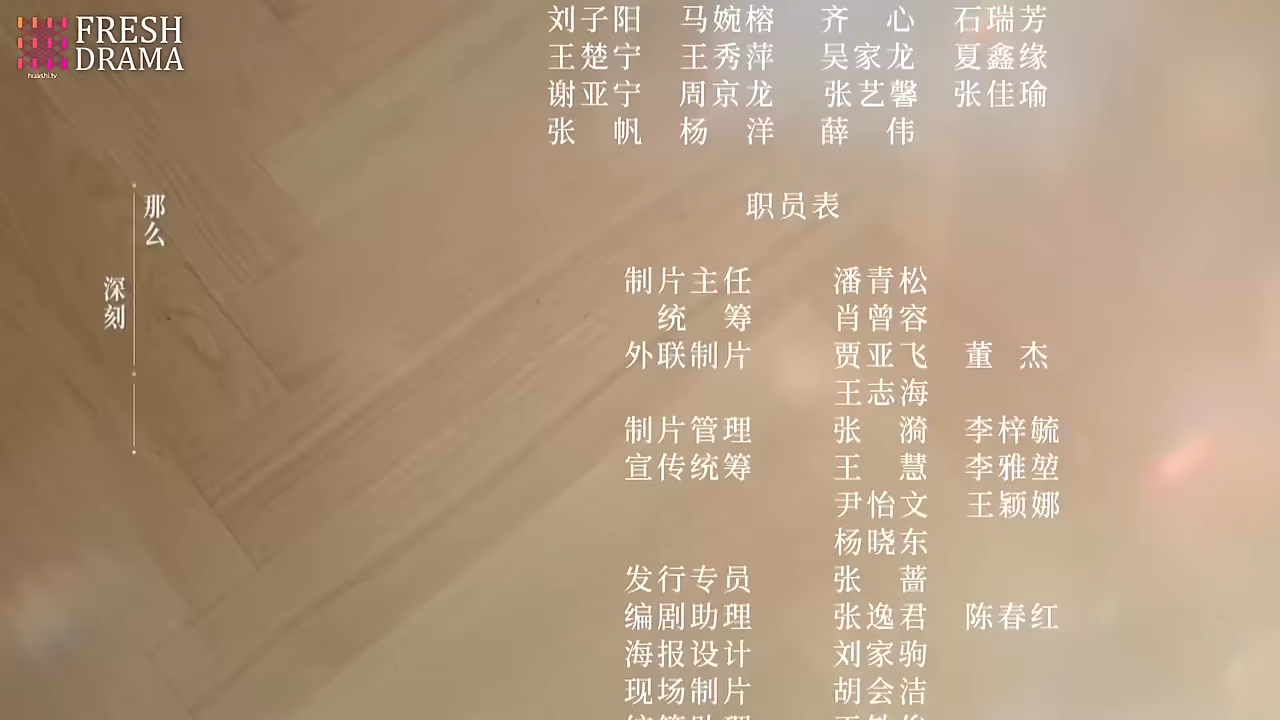 FRESH
DRAMA
huashi.tv
那么
深刻
刘子阳 马婉榕 齐 心 石瑞芳
王楚宁 王秀萍 吴家龙 夏鑫缘
谢亚宁 周京龙 张艺馨 张佳瑜
张 帆 杨 洋 薛 伟
职员表
制片主任 潘青松
统 筹 肖曾容
外联制片 贾亚飞 董 杰
王志海
制片管理 张 漪 李梓毓
宣传统筹 王 慧 李雅堃
尹怡文 王颖娜
杨晓东
发行专员 张 蔷
编剧助理 张逸君 陈春红
海报设计 刘家驹
现场制片 胡会洁